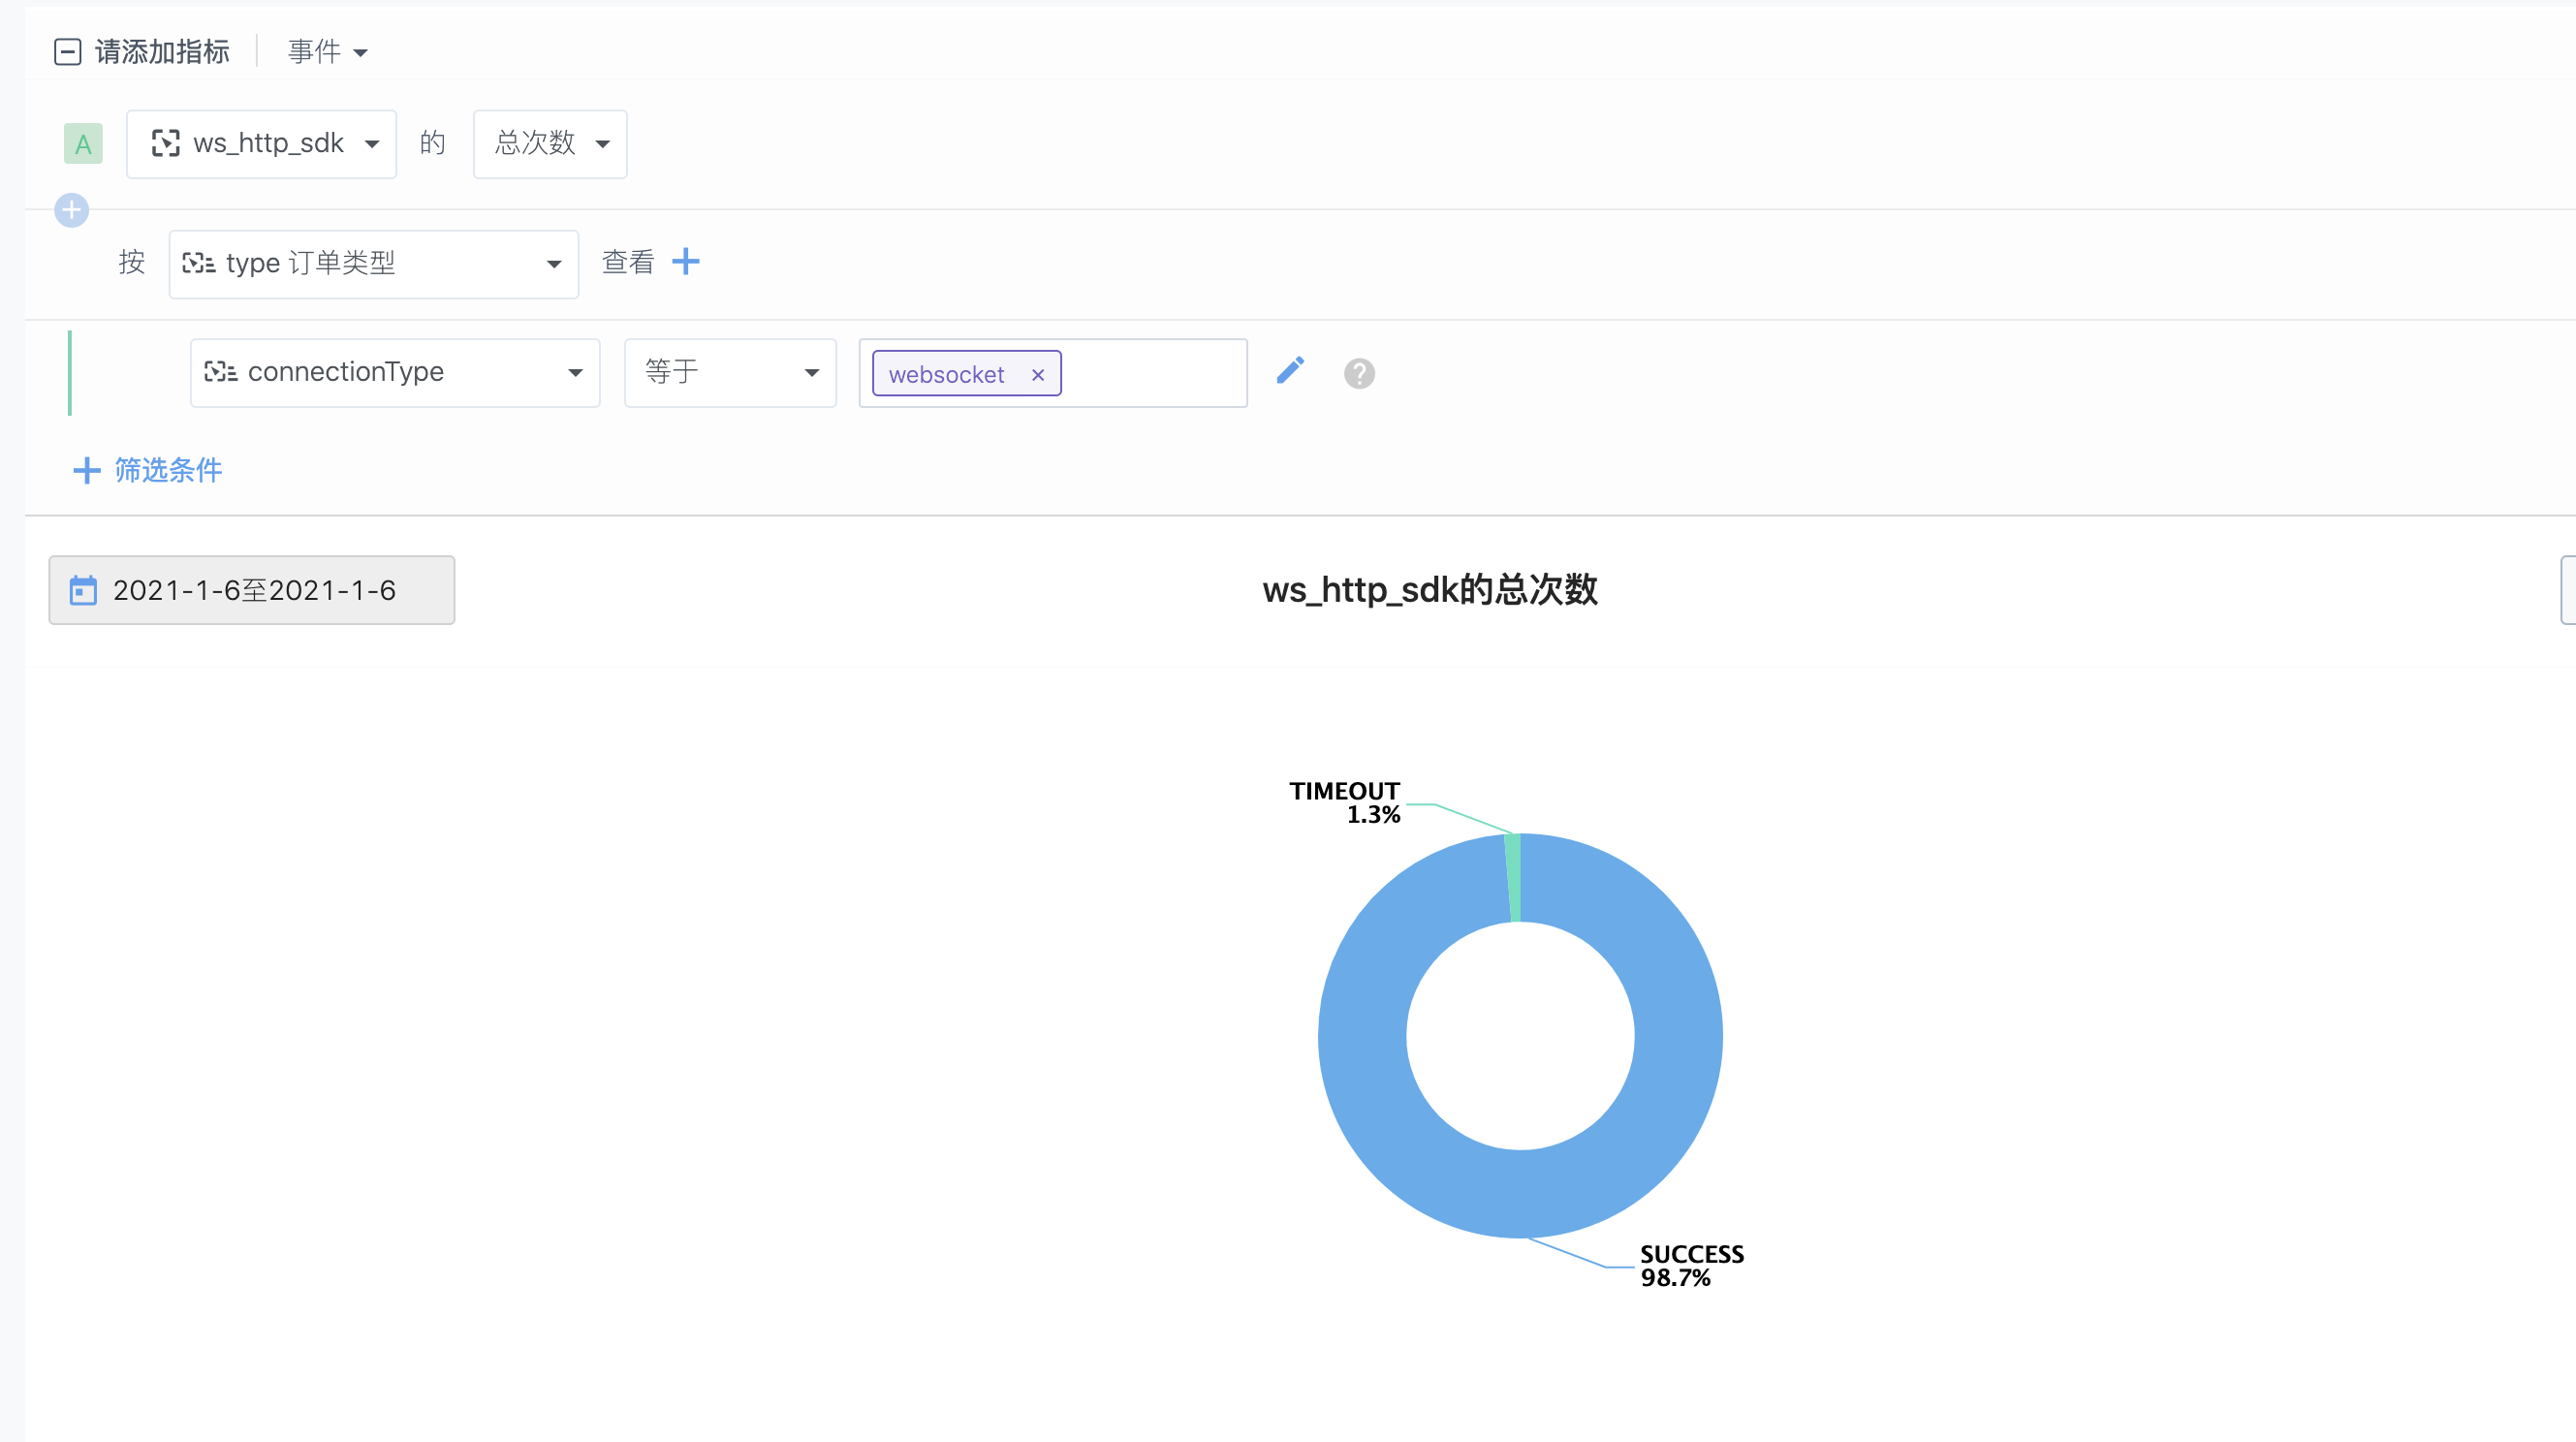 请添加指标 事件
A ws_http_sdk 的 总次数
按 type 订单类型 查看
connectionType 等于 websocket ×
筛选条件
2021-1-6至2021-1-6 ws_http_sdk的总次数
TIMEOUT
1.3%
SUCCESS
98.7%